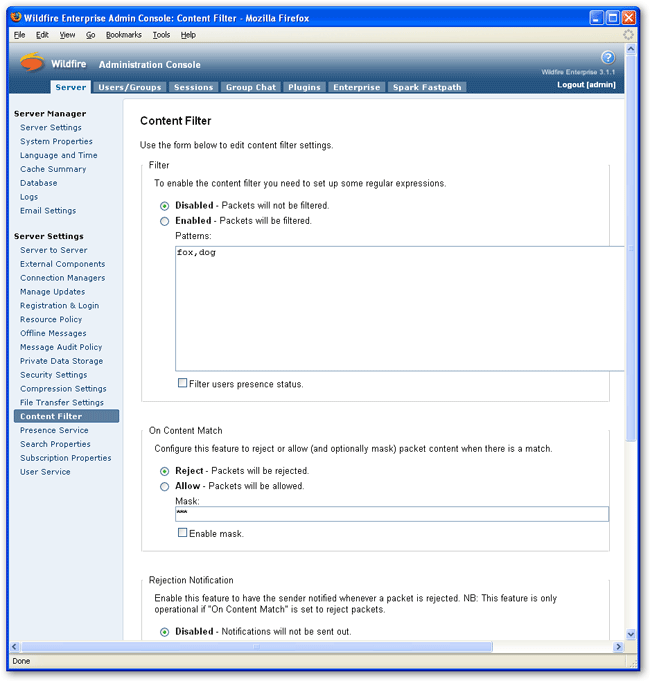 Wildfire Enterprise Admin Console: Content Filter - Mozilla Firefox
File Edit View Go Bookmarks Tools Help
Wildfire Administration Console
?
Wildfire Enterprise 3.1.1
Server Users/Groups Sessions Group Chat Plugins Enterprise Spark Fastpath
Logout [admin]
Server Manager
Server Settings
System Properties
Language and Time
Cache Summary
Database
Logs
Email Settings
Server Settings
Server to Server
External Components
Connection Managers
Manage Updates
Registration & Login
Resource Policy
Offline Messages
Message Audit Policy
Private Data Storage
Security Settings
Compression Settings
File Transfer Settings
Content Filter
Presence Service
Search Properties
Subscription Properties
User Service
Content Filter
Use the form below to edit content filter settings.
Filter
To enable the content filter you need to set up some regular expressions.
Disabled - Packets will not be filtered.
Enabled - Packets will be filtered.
Patterns:
fox,dog
Filter users presence status.
On Content Match
Configure this feature to reject or allow (and optionally mask) packet content when there is a match.
Reject - Packets will be rejected.
Allow - Packets will be allowed.
Mask:
***
Enable mask.
Rejection Notification
Enable this feature to have the sender notified whenever a packet is rejected. NB: This feature is only
operational if "On Content Match" is set to reject packets.
Disabled - Notifications will not be sent out.
Done